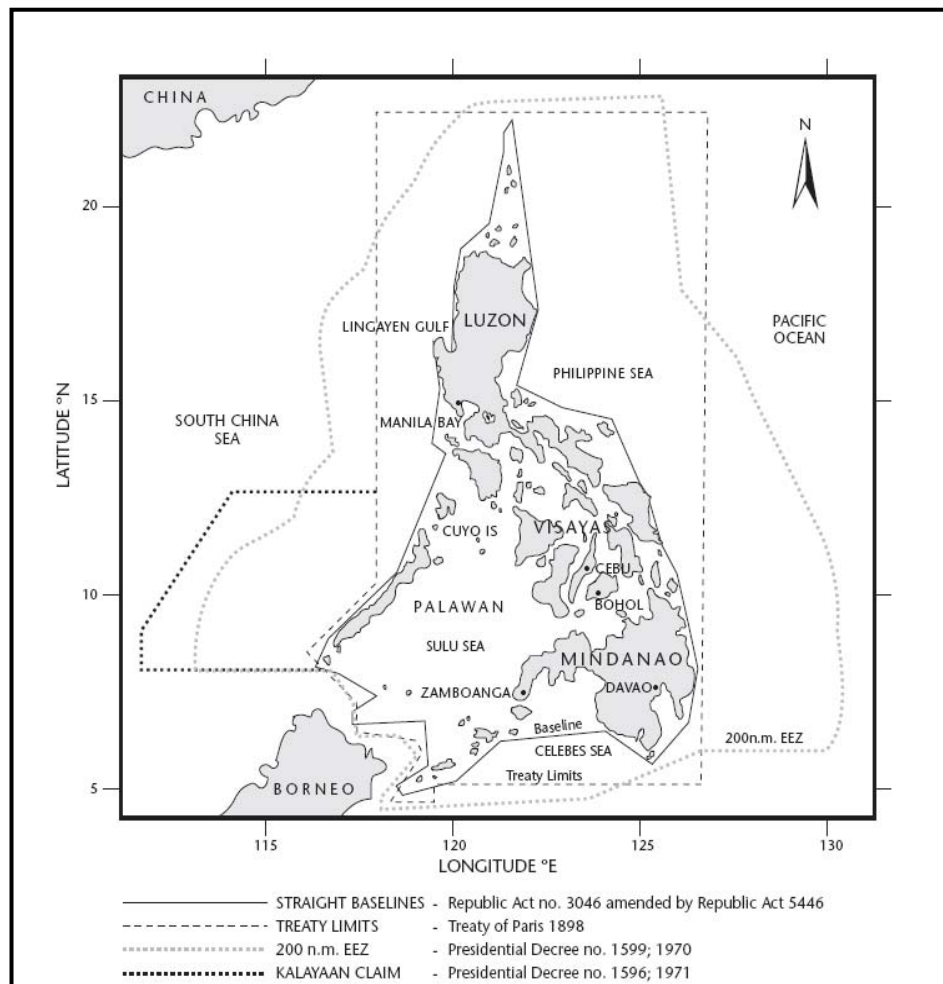 CHINA
N
20
LINGAYEN GULF
LUZON
PACIFIC
OCEAN
PHILIPPINE SEA
LATITUDE ºN
15
SOUTH CHINA
SEA
MANILA BAY
CUYO IS
VISAYAS
CEBU
10
BOHOL
PALAWAN
SULU SEA
MINDANAO
ZAMBOANGA
DAVAO
Baseline
200n.m. EEZ
CELEBES SEA
Treaty Limits
BORNEO
5
115
120
125
130
LONGITUDE ºE
STRAIGHT BASELINES - Republic Act no. 3046 amended by Republic Act 5446
TREATY LIMITS - Treaty of Paris 1898
200 n.m. EEZ - Presidential Decree no. 1599; 1970
KALAYAAN CLAIM - Presidential Decree no. 1596; 1971